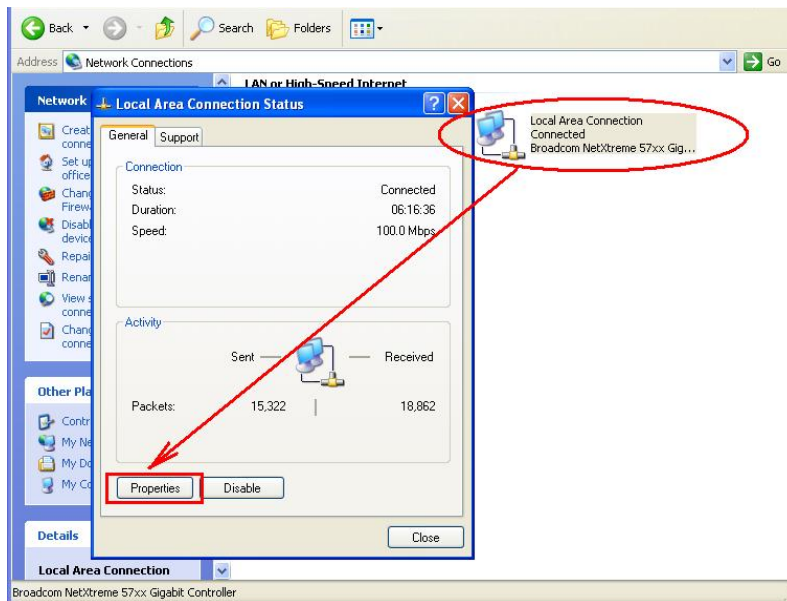 Back
Search
Folders
Address
Network Connections
Go
LAN or High-Speed Internet
Network
Creat
conne
Set up
office
Chang
Firew
Disabl
device
Repai
Renar
View s
conne
Chang
conne
Other Pla
Contr
My Ne
My Do
My Co
Details
Local Area Connection
Local Area Connection Status
General
Support
Connection
Status:
Connected
Duration:
06:16:36
Speed:
100.0 Mbps
Activity
Sent
Received
Packets:
15,322
18,862
Properties
Disable
Close
Local Area Connection
Connected
Broadcom NetXtreme 57xx Gig...
Broadcom NetXtreme 57xx Gigabit Controller